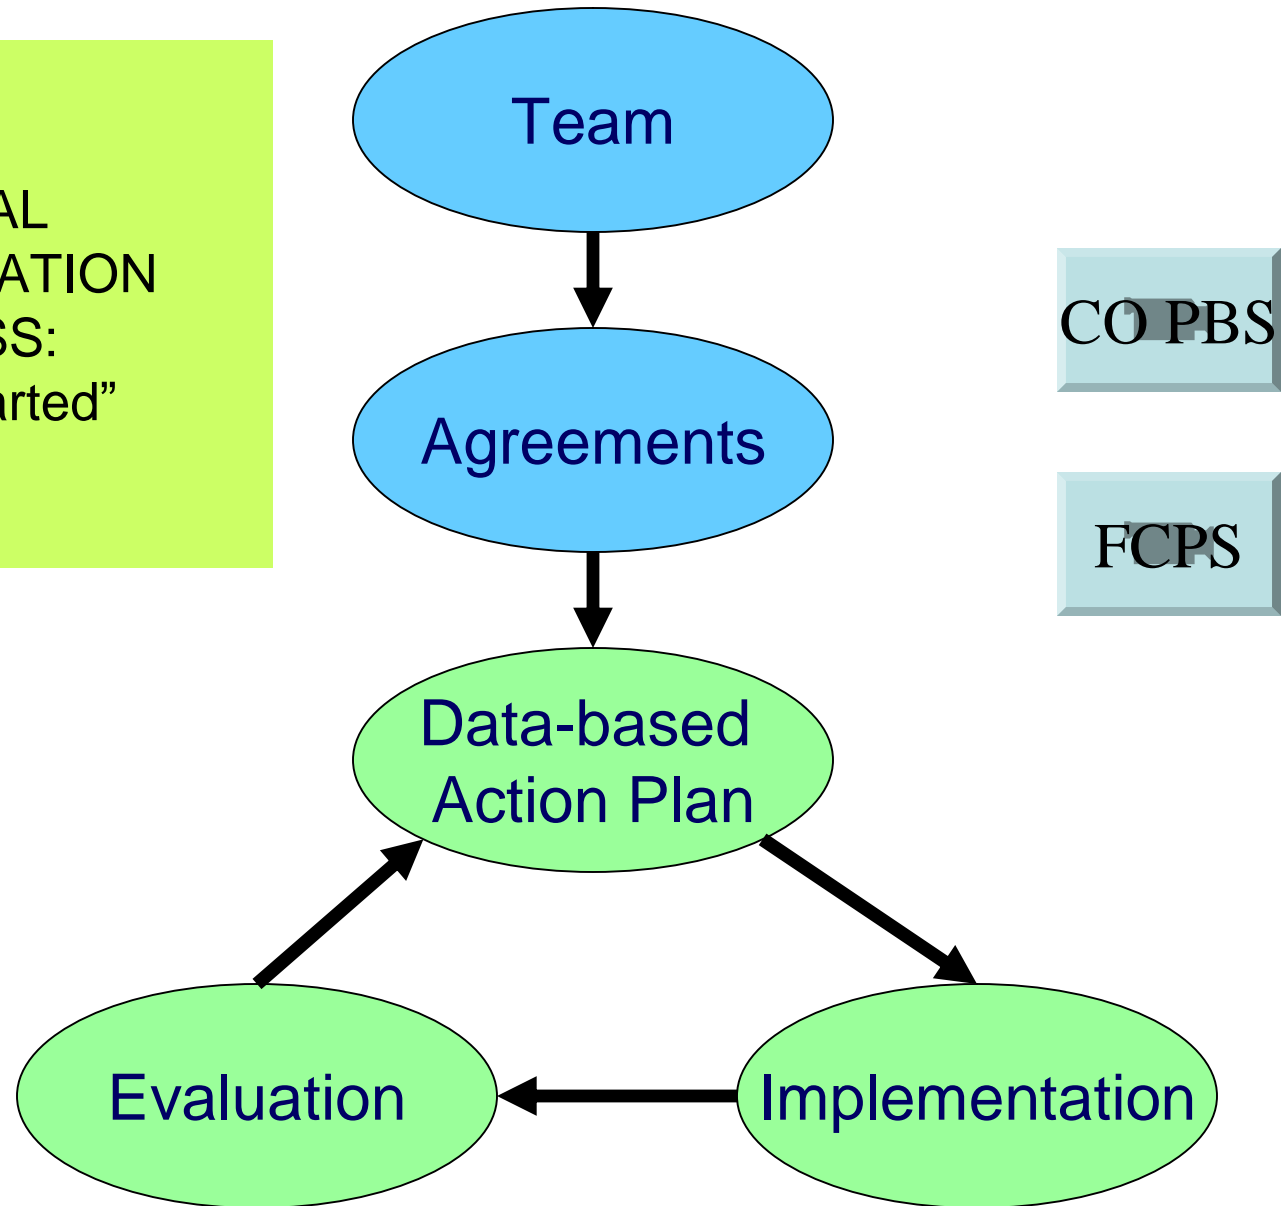 AL
ATION
SS:
arted”
Team
Agreements
CO PBS
FCPS
Data-based
Action Plan
Evaluation
Implementation